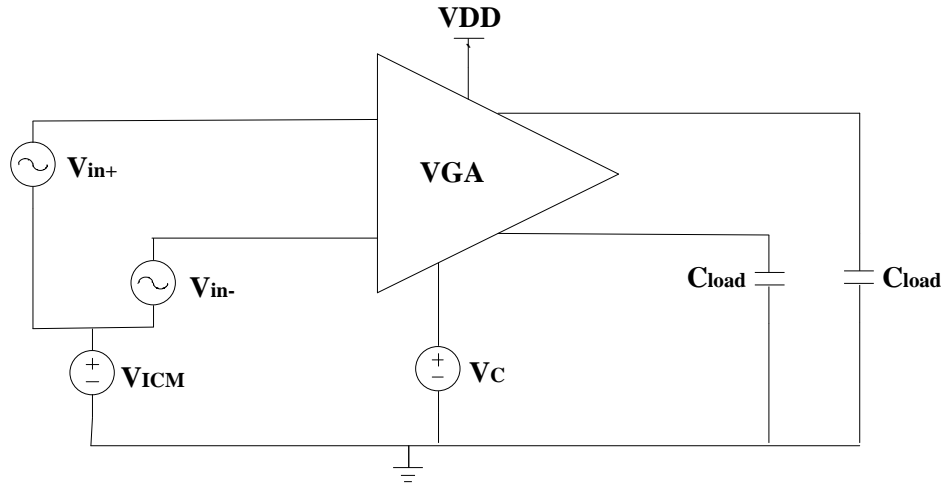 VDD
Vin+
VGA
Vin-
Cload
Cload
VICM
VC